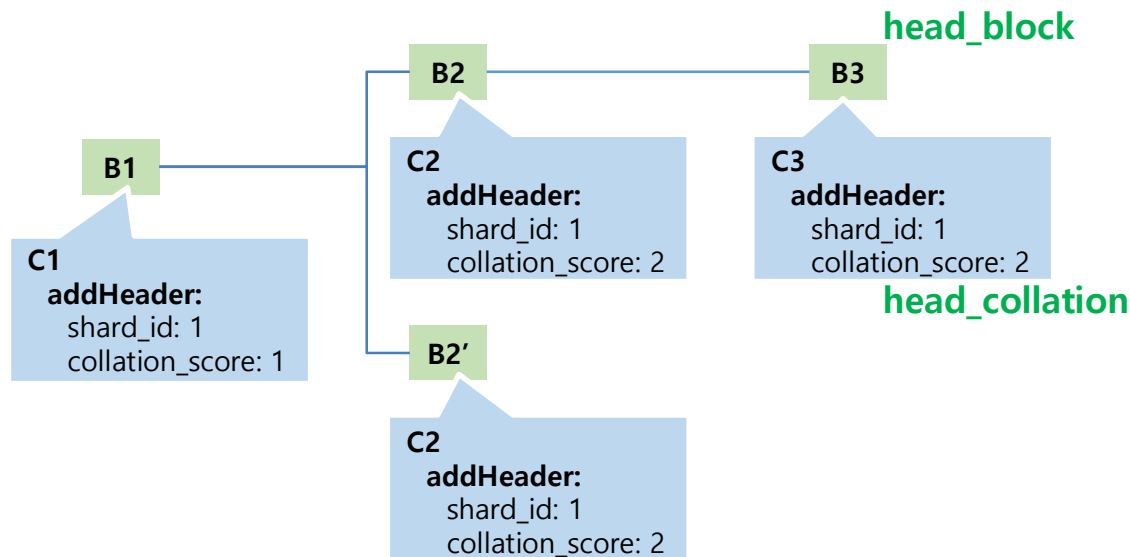 head_block
B2
B3
C2
addHeader:
shard_id: 1
collation_score: 2
C3
addHeader:
shard_id: 1
collation_score: 2
head_collation
B1
C1
addHeader:
shard_id: 1
collation_score: 1
B2’
C2
addHeader:
shard_id: 1
collation_score: 2